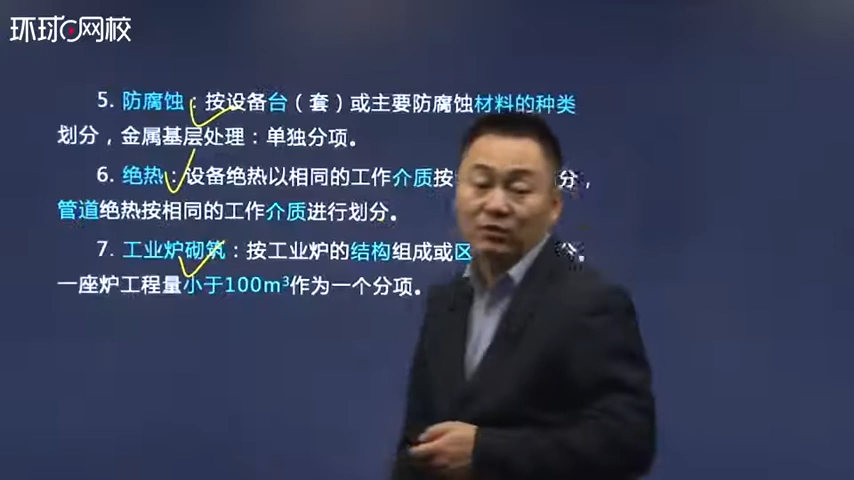 环球网校
5. 防腐蚀：按设备台（套）或主要防腐蚀材料的种类
划分，金属基层处理：单独分项。
6. 绝热：设备绝热以相同的工作介质按 分，
管道绝热按相同的工作介质进行划分。
7. 工业炉砌筑：按工业炉的结构组成或区 分。
一座炉工程量小于100m³作为一个分项。